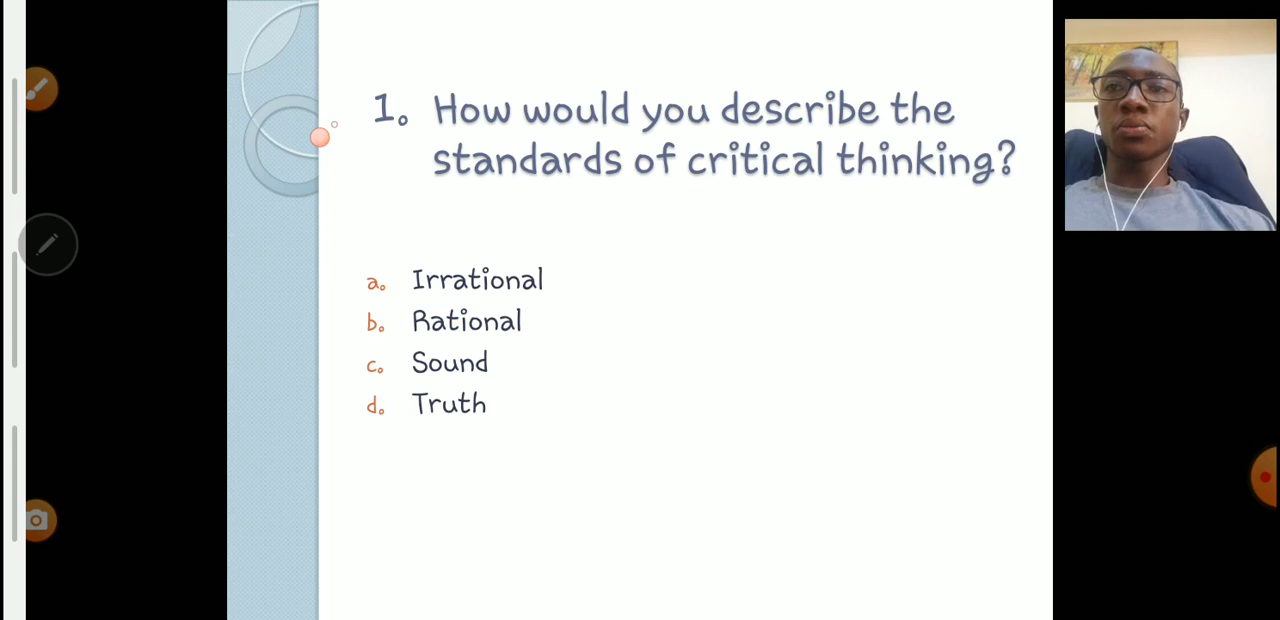 1. How would you describe the
standards of critical thinking?
a. Irrational
b. Rational
c. Sound
d. Truth